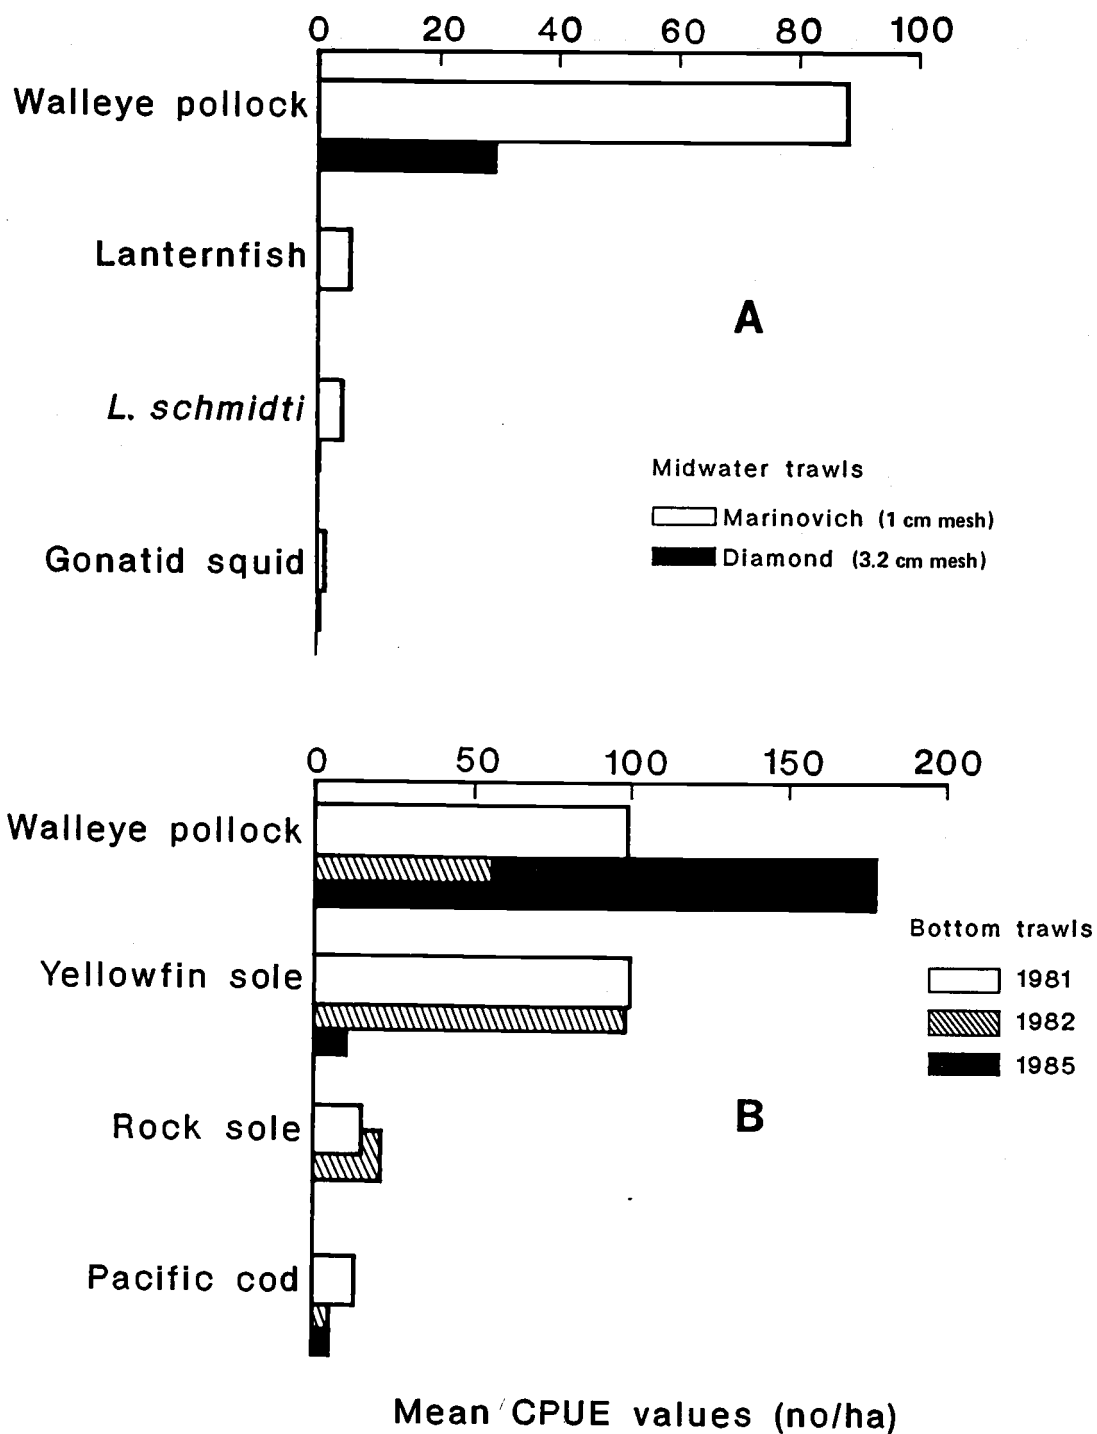 0 20 40 60 80 100
Walleye pollock
Lanternfish
A
L. schmidti
Midwater trawls
Marinovich (1 cm mesh)
Gonatid squid
Diamond (3.2 cm mesh)
0 50 100 150 200
Walleye pollock
Bottom trawls
Yellowfin sole
1981
1982
1985
B
Rock sole
Pacific cod
Mean CPUE values (no/ha)